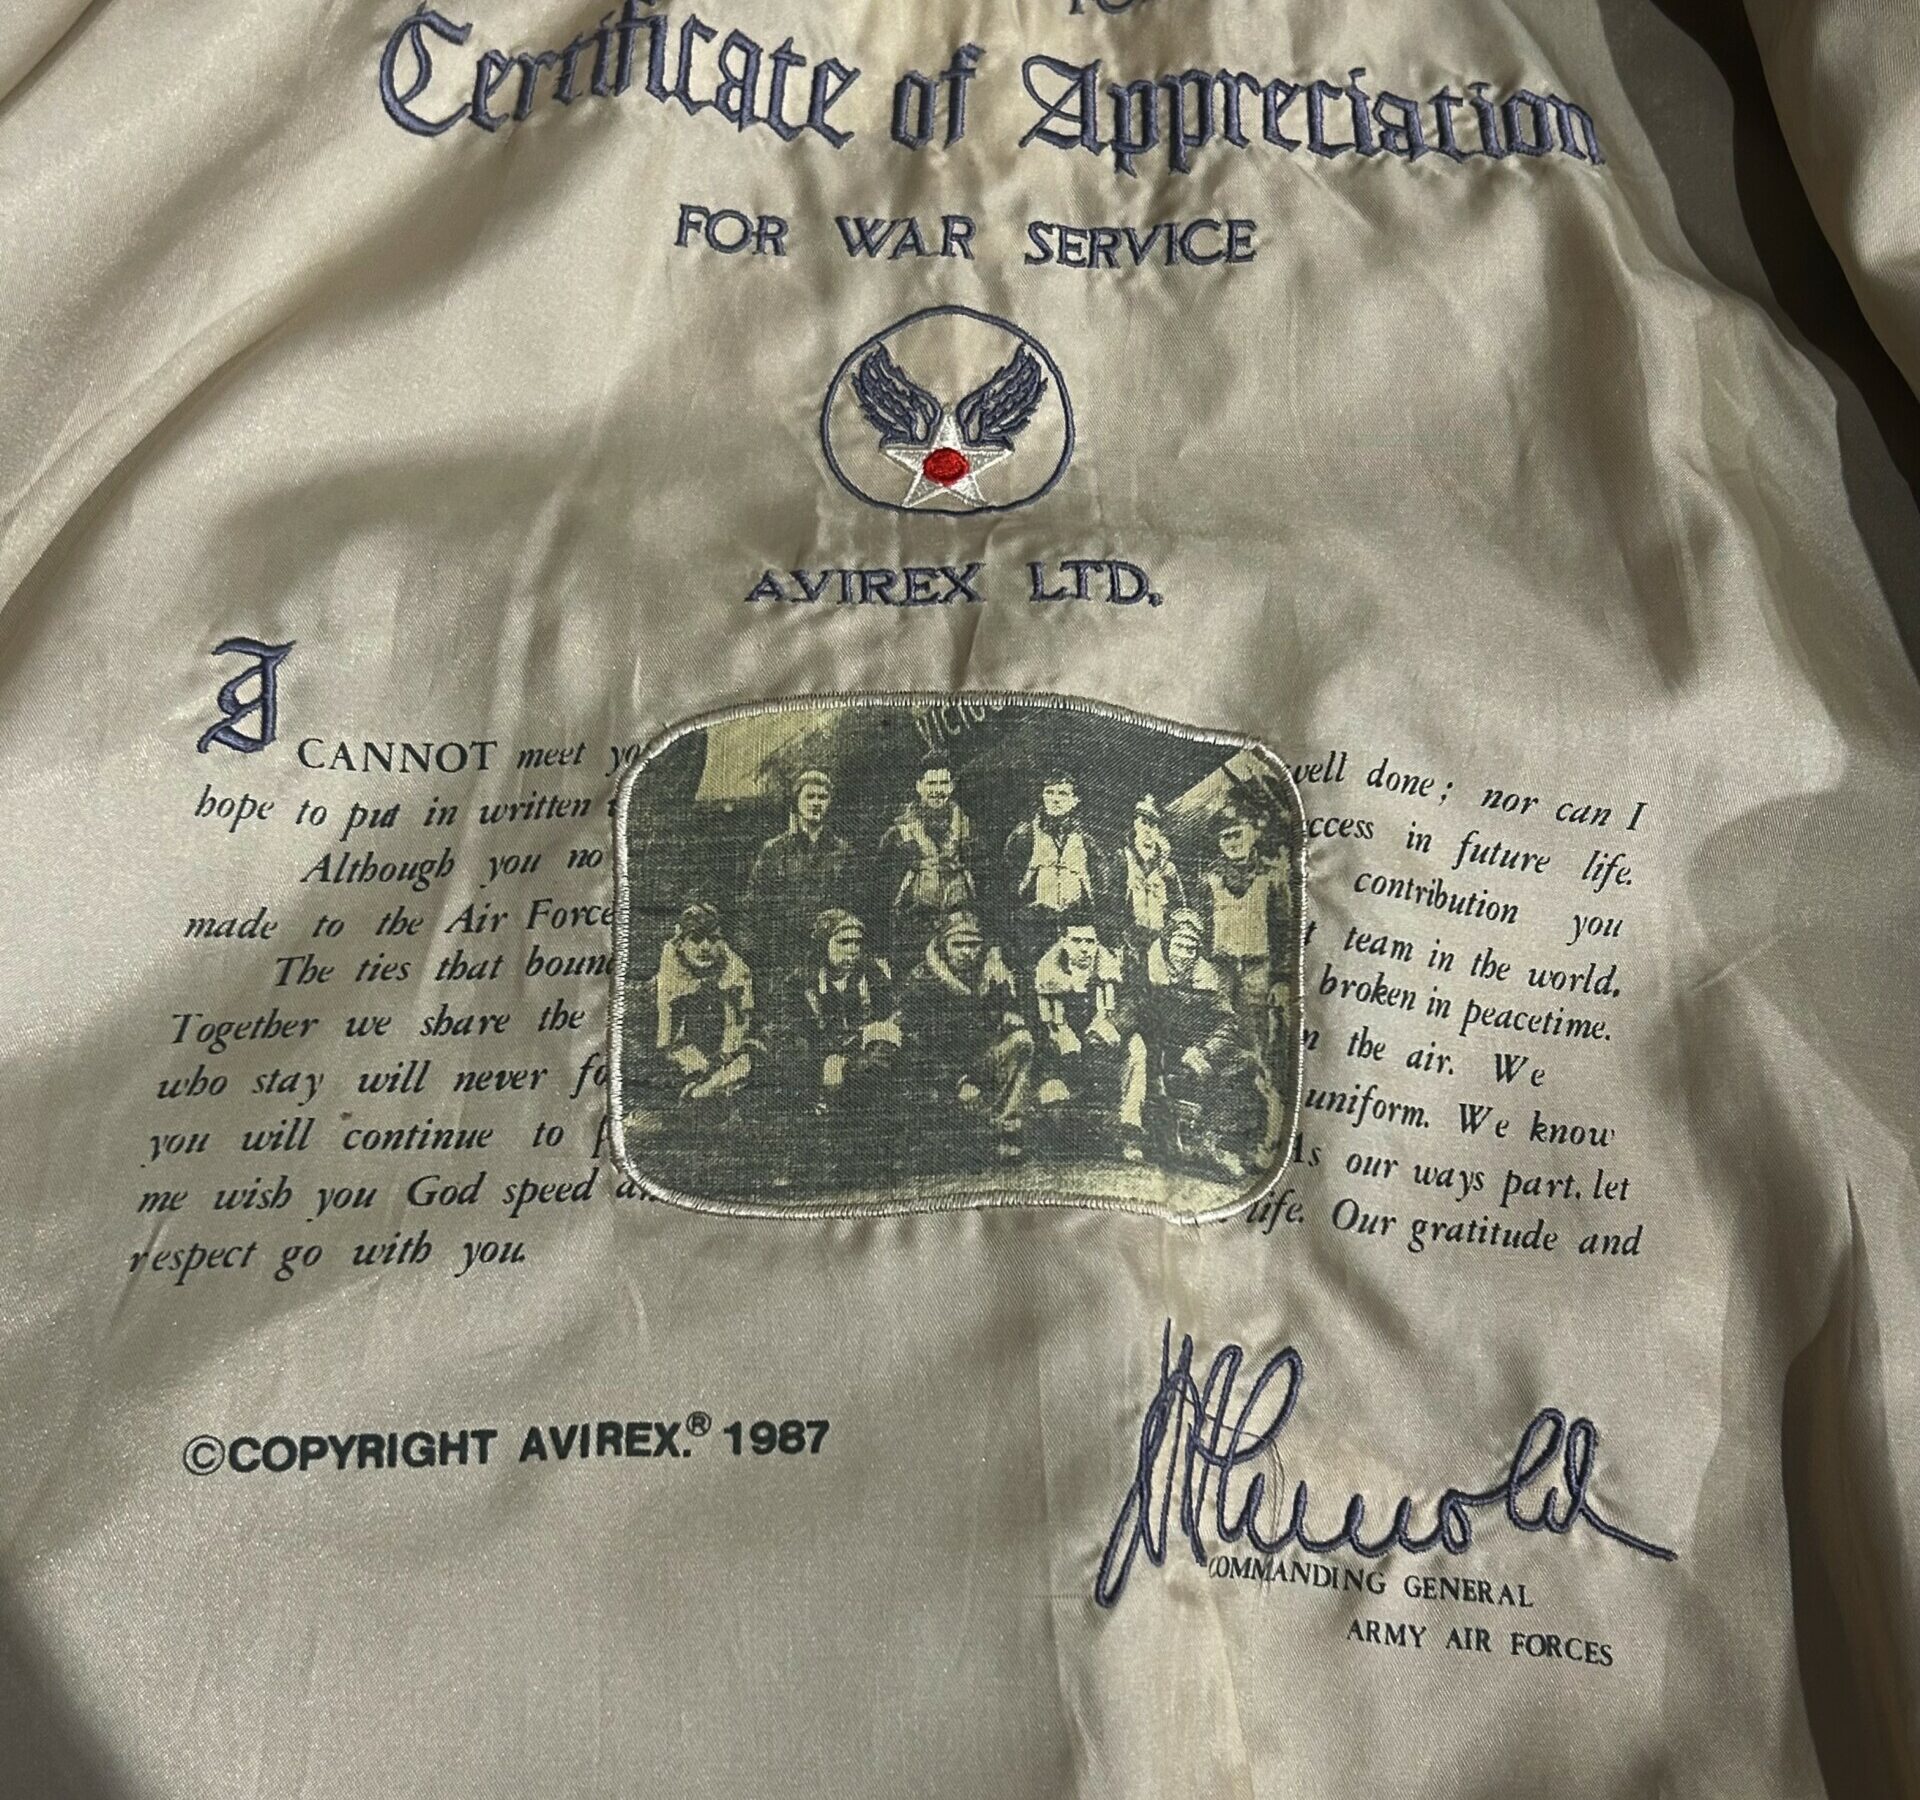 Certificate of Appreciation
FOR WAR SERVICE
AVIREX LTD.
I CANNOT meet well done; nor can I
hope to put in written in future life.
Although you no contribution you
made to the Air Force team in the world.
The ties that broken in peacetime.
Together we share the the air. We
who stay will never uniform. We know
you will continue to As our ways part, let
me wish you God speed life. Our gratitude and
respect go with you.
©COPYRIGHT AVIREX.® 1987
H H Arnold
COMMANDING GENERAL
ARMY AIR FORCES